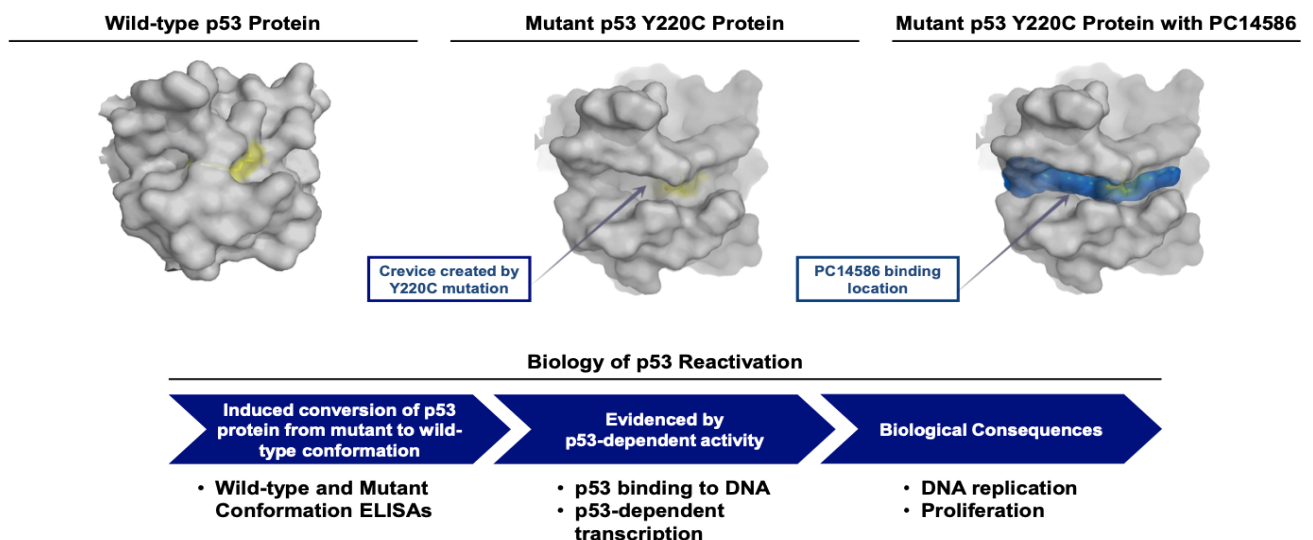 Wild-type p53 Protein
Mutant p53 Y220C Protein
Mutant p53 Y220C Protein with PC14586
Crevice created by
Y220C mutation
PC14586 binding
location
Biology of p53 Reactivation
Induced conversion of p53
protein from mutant to wild-
type conformation
Evidenced by
p53-dependent activity
Biological Consequences
• Wild-type and Mutant
Conformation ELISAs
• p53 binding to DNA
• p53-dependent
transcription
• DNA replication
• Proliferation